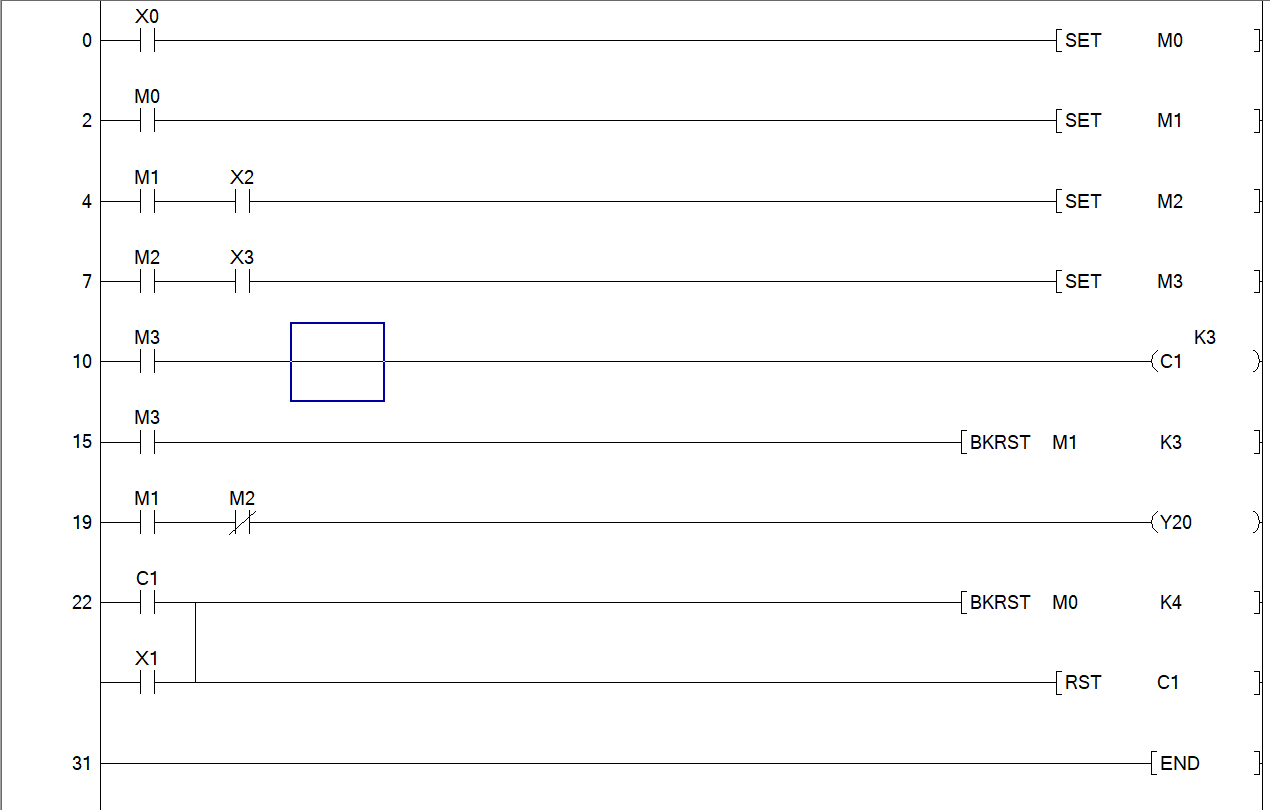 X0
0 SET M0
M0
2 SET M1
M1 X2
4 SET M2
M2 X3
7 SET M3
M3 K3
10 C1
M3
15 BKRST M1 K3
M1 M2
19 Y20
C1
22 BKRST M0 K4
X1
RST C1
31 END